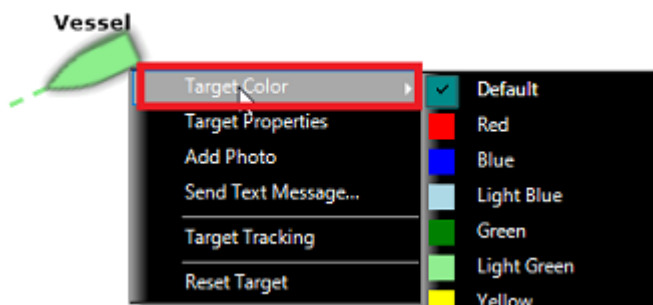 Vessel
Target Color
Target Properties
Add Photo
Send Text Message...
Target Tracking
Reset Target
Default
Red
Blue
Light Blue
Green
Light Green
Yellow